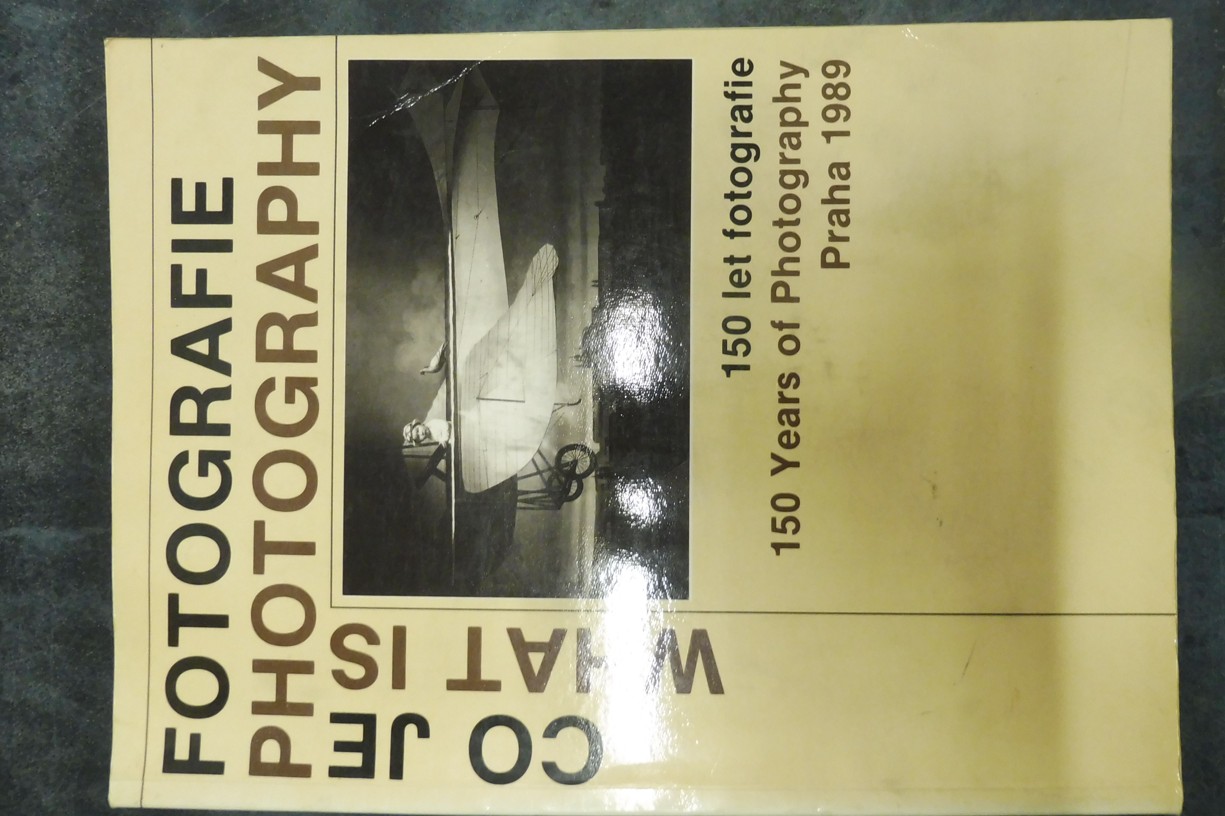 CO JE
WHAT IS
FOTOGRAFIE
PHOTOGRAPHY
150 let fotografie
150 Years of Photography
Praha 1989